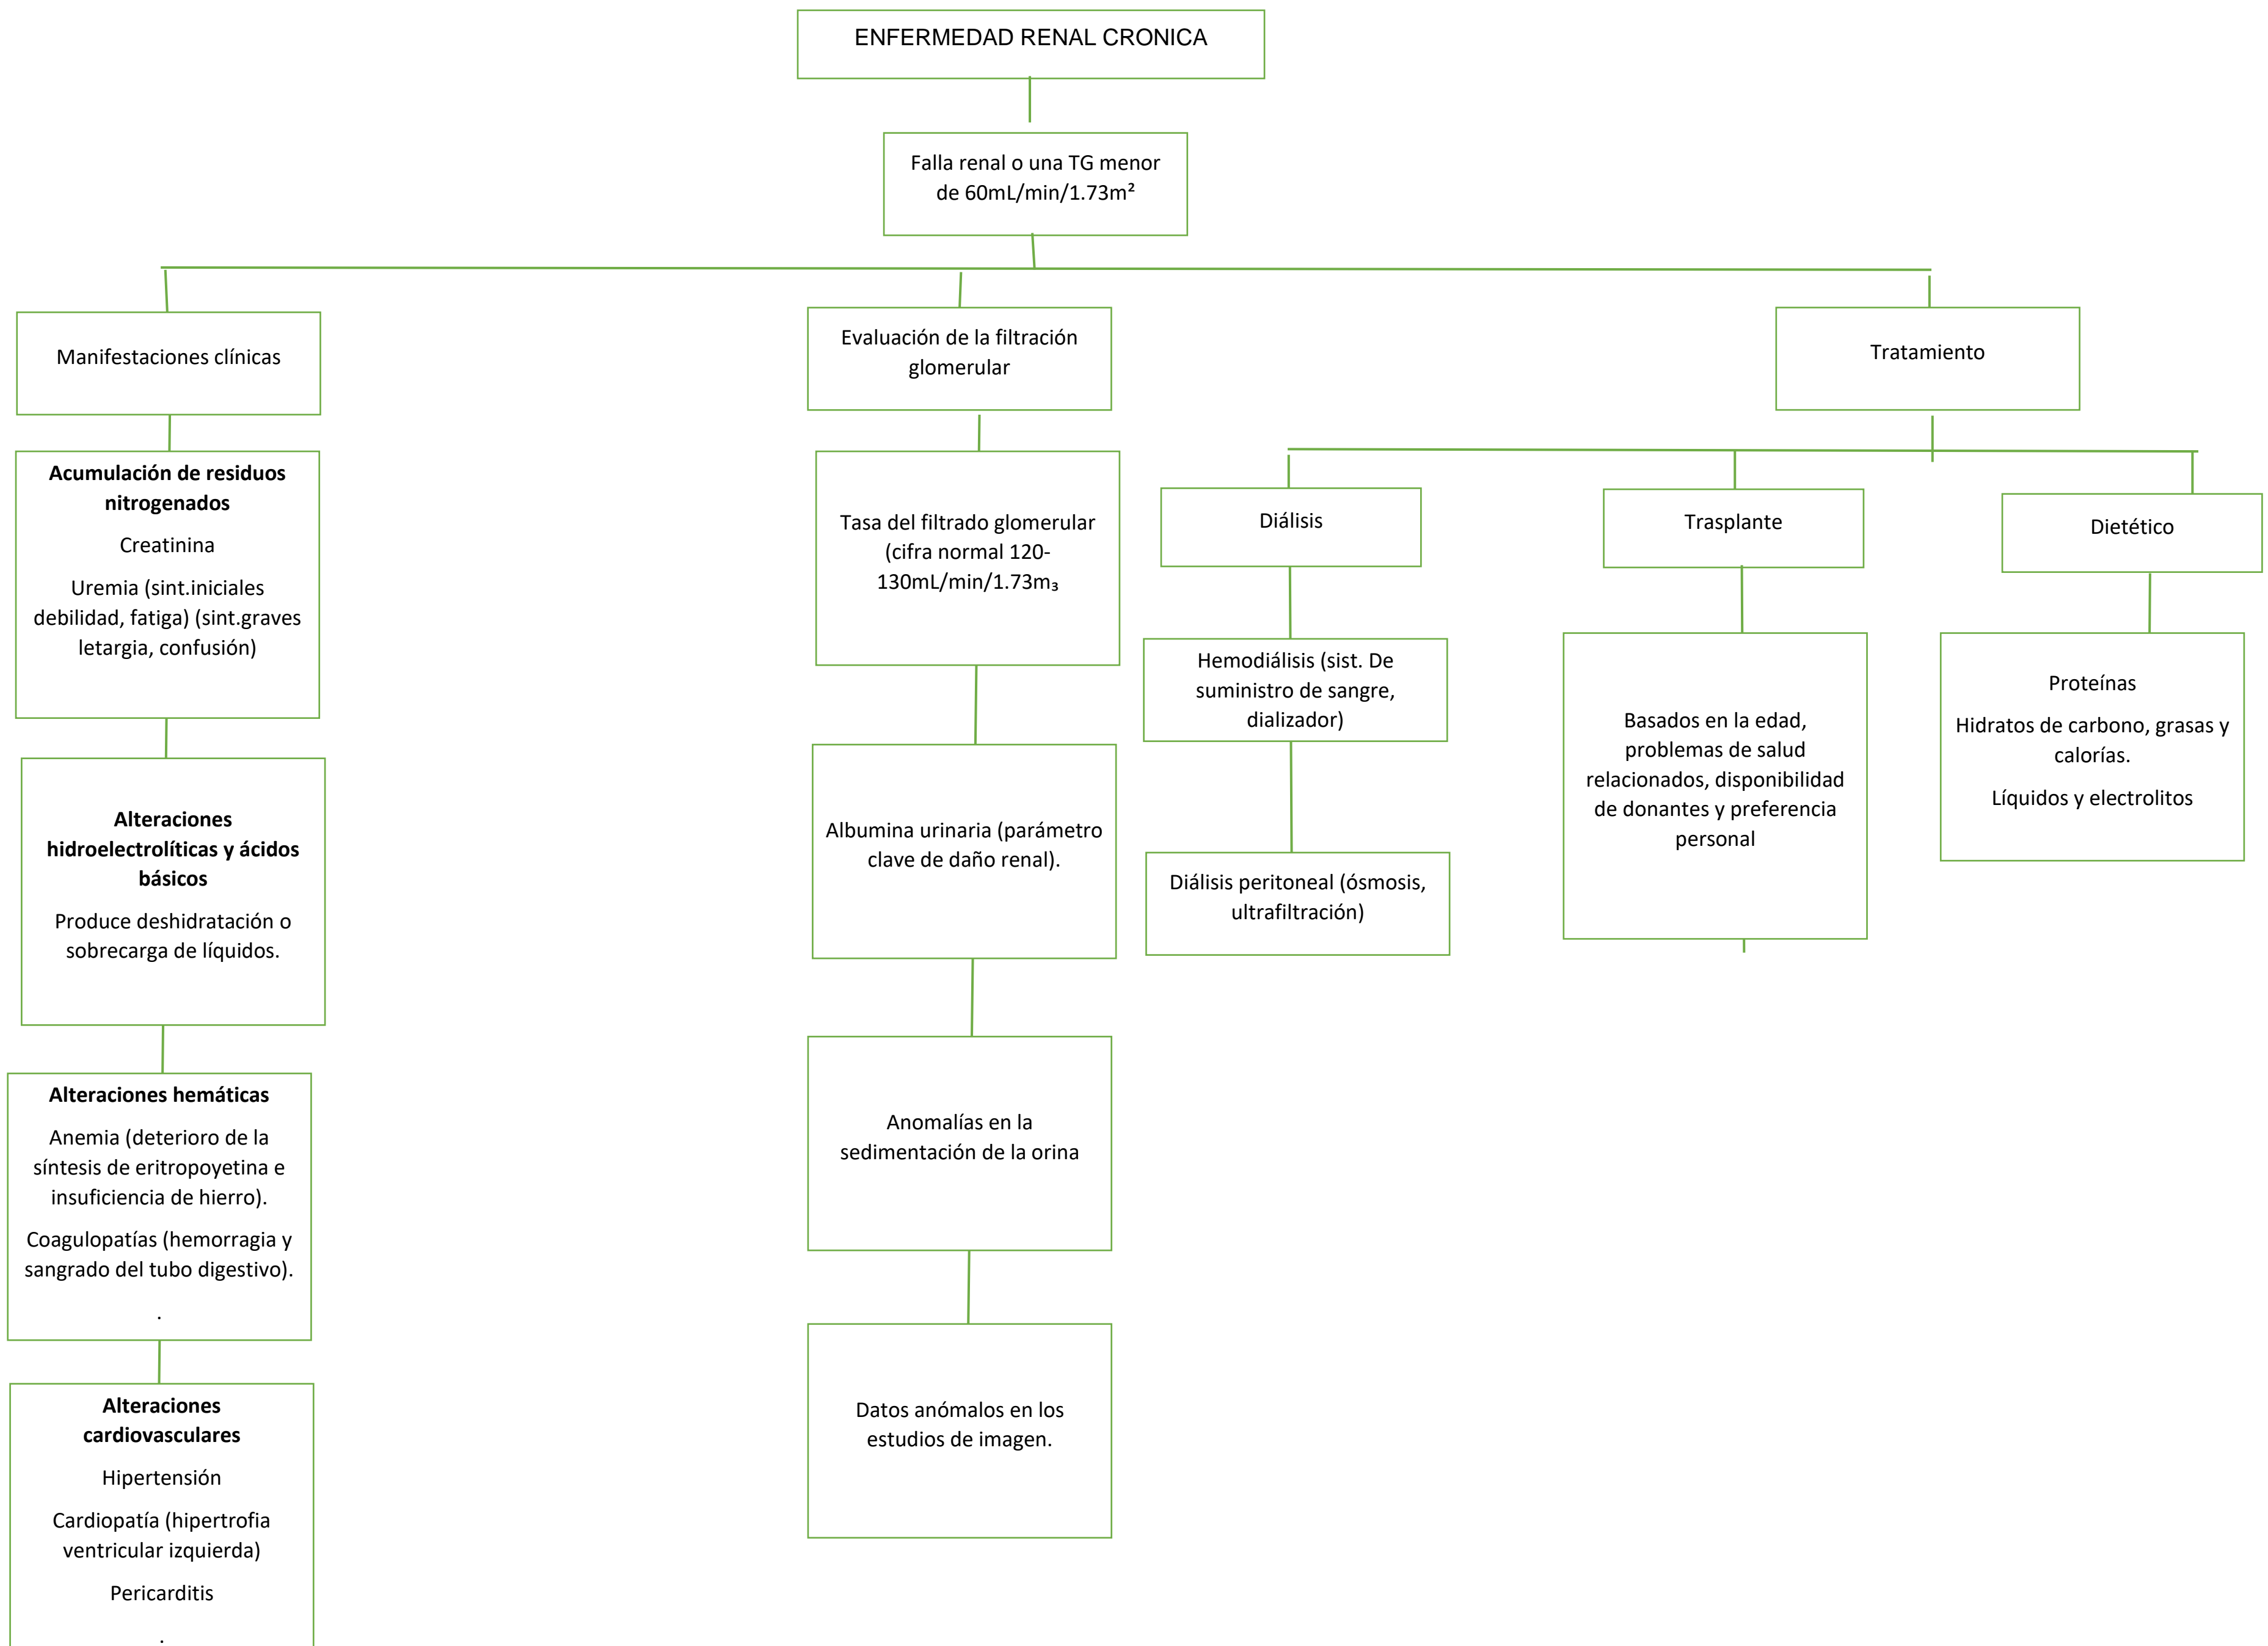 ENFERMEDAD RENAL CRONICA
Falla renal o una TG menor
de 60mL/min/1.73m²
Manifestaciones clínicas
Acumulación de residuos
nitrogenados
Creatinina
Uremia (sint.iniciales
debilidad, fatiga) (sint.graves
letargia, confusión)
Alteraciones
hidroelectrolíticas y ácidos
básicos
Produce deshidratación o
sobrecarga de líquidos.
Alteraciones hemáticas
Anemia (deterioro de la
síntesis de eritropoyetina e
insuficiencia de hierro).
Coagulopatías (hemorragia y
sangrado del tubo digestivo).
.
Alteraciones
cardiovasculares
Hipertensión
Cardiopatía (hipertrofia
ventricular izquierda)
Pericarditis
.
Evaluación de la filtración
glomerular
Tasa del filtrado glomerular
(cifra normal 120-
130mL/min/1.73m₃
Albumina urinaria (parámetro
clave de daño renal).
Anomalías en la
sedimentación de la orina
Datos anómalos en los
estudios de imagen.
Tratamiento
Diálisis
Hemodiálisis (sist. De
suministro de sangre,
dializador)
Diálisis peritoneal (ósmosis,
ultrafiltración)
Trasplante
Basados en la edad,
problemas de salud
relacionados, disponibilidad
de donantes y preferencia
personal
Dietético
Proteínas
Hidratos de carbono, grasas y
calorías.
Líquidos y electrolitos